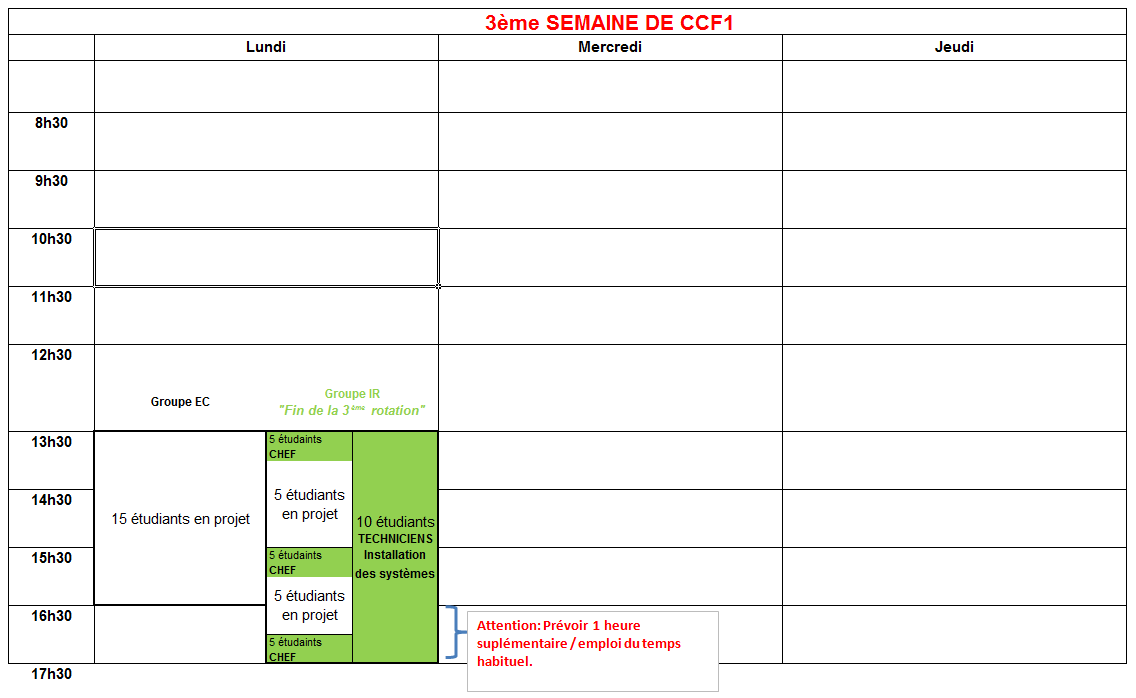 3ème SEMAINE DE CCF1
Lundi
Mercredi
Jeudi
8h30
9h30
10h30
11h30
12h30
Groupe EC
Groupe IR
"Fin de la 3ème rotation"
13h30
5 étudaints
CHEF
14h30
5 étudiants
en projet
15 étudiants en projet
10 étudiants
TECHNICIENS
Installation
des systèmes
15h30
5 étudaints
CHEF
5 étudiants
en projet
16h30
Attention: Prévoir 1 heure
suplémentaire / emploi du temps
habituel.
5 étudaints
CHEF
17h30